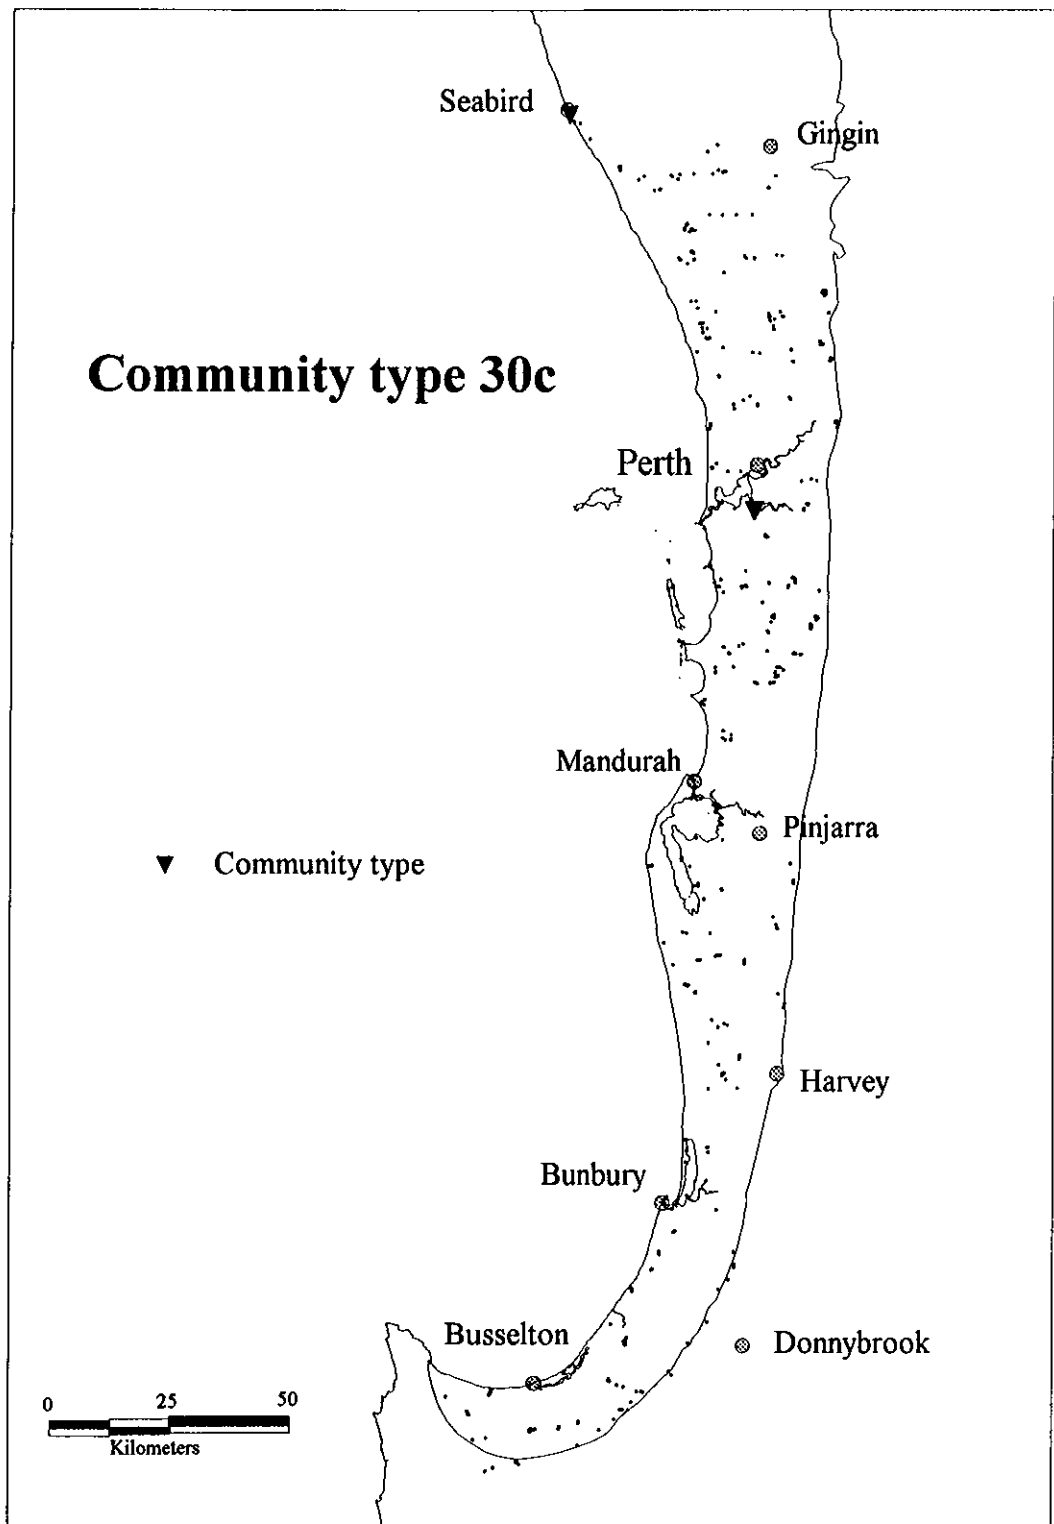 Seabird
Gingin
Community type 30c
Perth
Mandurah
Pinjarra
Community type
Harvey
Bunbury
Busselton
Donnybrook
0 25 50
Kilometers